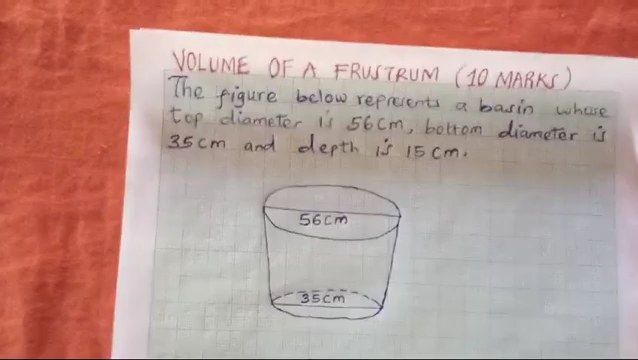 VOLUME OF A FRUSTRUM (10 MARKS)
The figure below represents a basin whose
top diameter is 56cm, bottom diameter is
35cm and depth is 15cm.
56cm
35cm